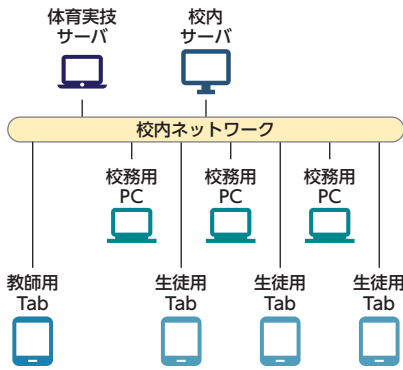 体育実技
サーバ
校内
サーバ
校内ネットワーク
校務用
PC
校務用
PC
校務用
PC
教師用
Tab
生徒用
Tab
生徒用
Tab
生徒用
Tab